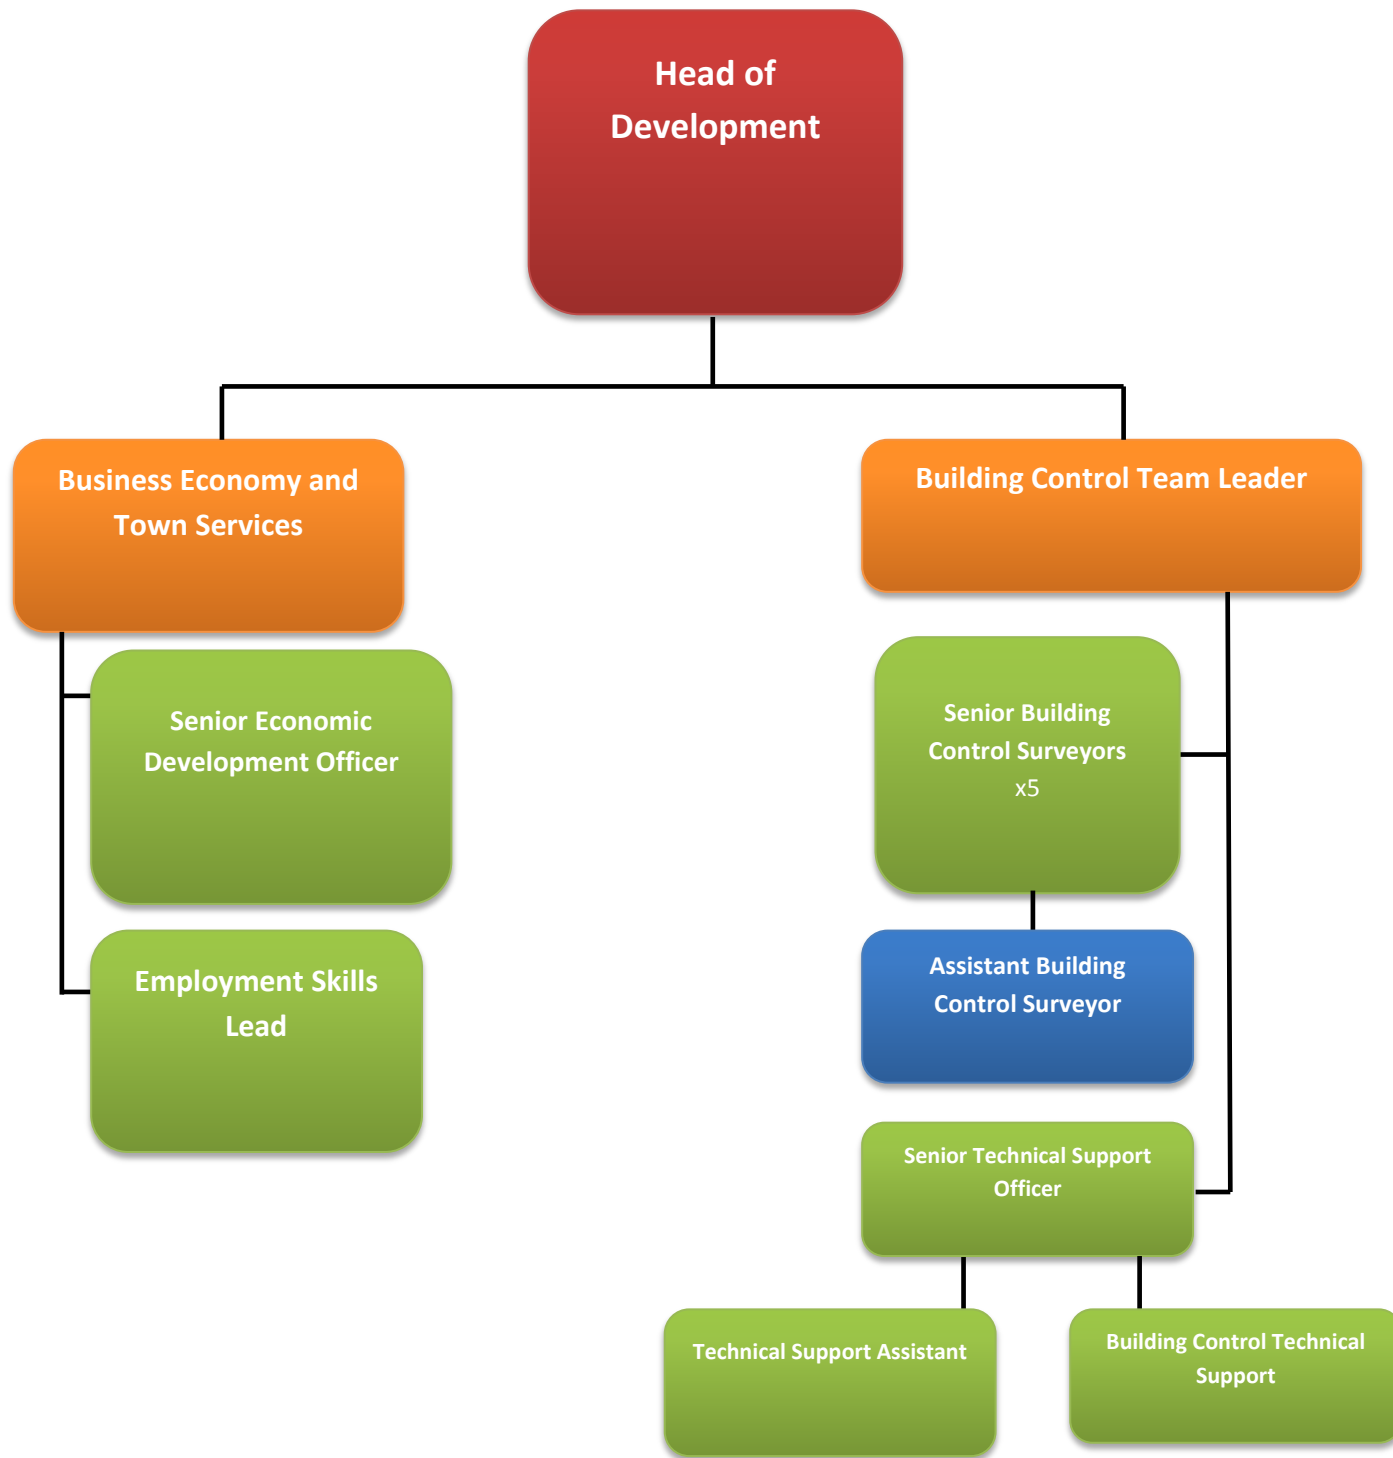 Head of
Development
Business Economy and
Town Services
Building Control Team Leader
Senior Economic
Development Officer
Senior Building
Control Surveyors
x5
Employment Skills
Lead
Assistant Building
Control Surveyor
Senior Technical Support
Officer
Technical Support Assistant
Building Control Technical
Support